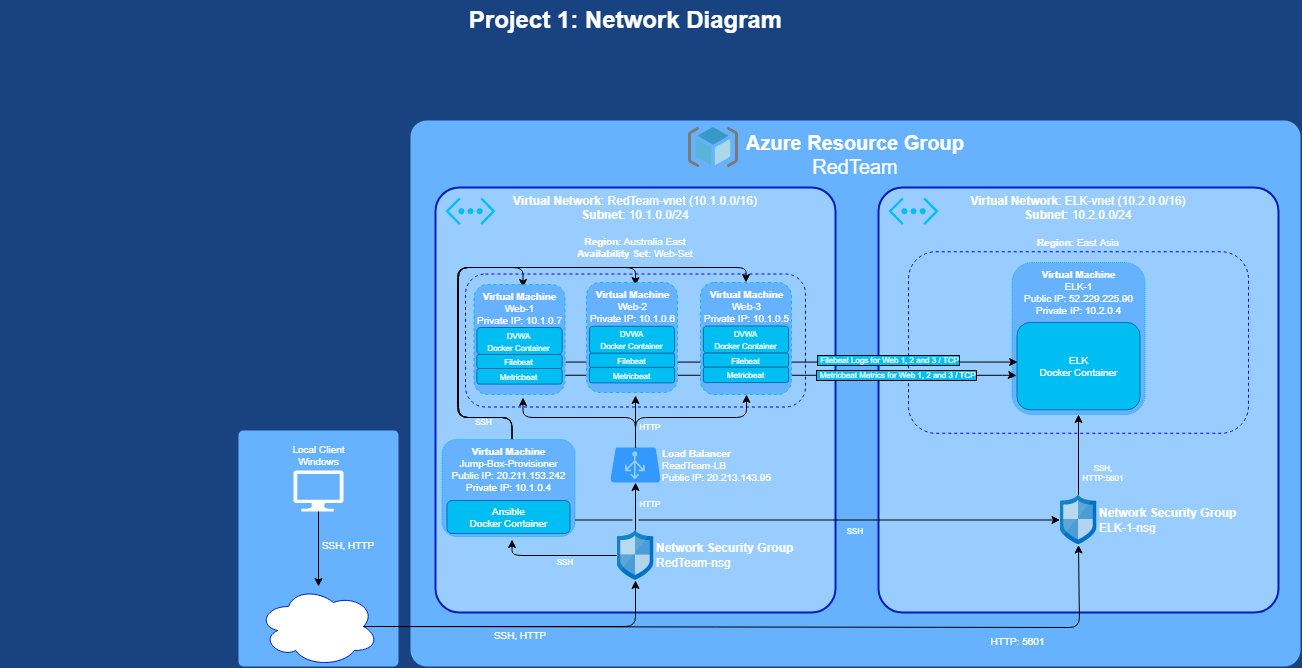 Project 1: Network Diagram
Azure Resource Group
RedTeam
Virtual Network: RedTeam-vnet (10.1.0.0/16)
Subnet: 10.1.0.0/24
Region: Australia East
Availability Set: Web-Set
Virtual Machine
Web-1
Private IP: 10.1.0.7
DVWA
Docker Container
Filebeat
Metricbeat
Virtual Machine
Web-2
Private IP: 10.1.0.6
DVWA
Docker Container
Filebeat
Metricbeat
Virtual Machine
Web-3
Private IP: 10.1.0.5
DVWA
Docker Container
Filebeat
Metricbeat
Filebeat Logs for Web 1, 2 and 3 / TCP
Metricbeat Metrics for Web 1, 2 and 3 / TCP
SSH
HTTP
Virtual Machine
Jump-Box-Provisioner
Public IP: 20.211.153.242
Private IP: 10.1.0.4
Ansible
Docker Container
Load Balancer
ReadTeam-LB
Public IP: 20.213.143.95
HTTP
SSH
Network Security Group
RedTeam-nsg
SSH
Virtual Network: ELK-vnet (10.2.0.0/16)
Subnet: 10.2.0.0/24
Region: East Asia
Virtual Machine
ELK-1
Public IP: 52.229.225.90
Private IP: 10.2.0.4
ELK
Docker Container
SSH,
HTTP:5601
Network Security Group
ELK-1-nsg
Local Client
Windows
SSH, HTTP
SSH, HTTP
HTTP: 5601